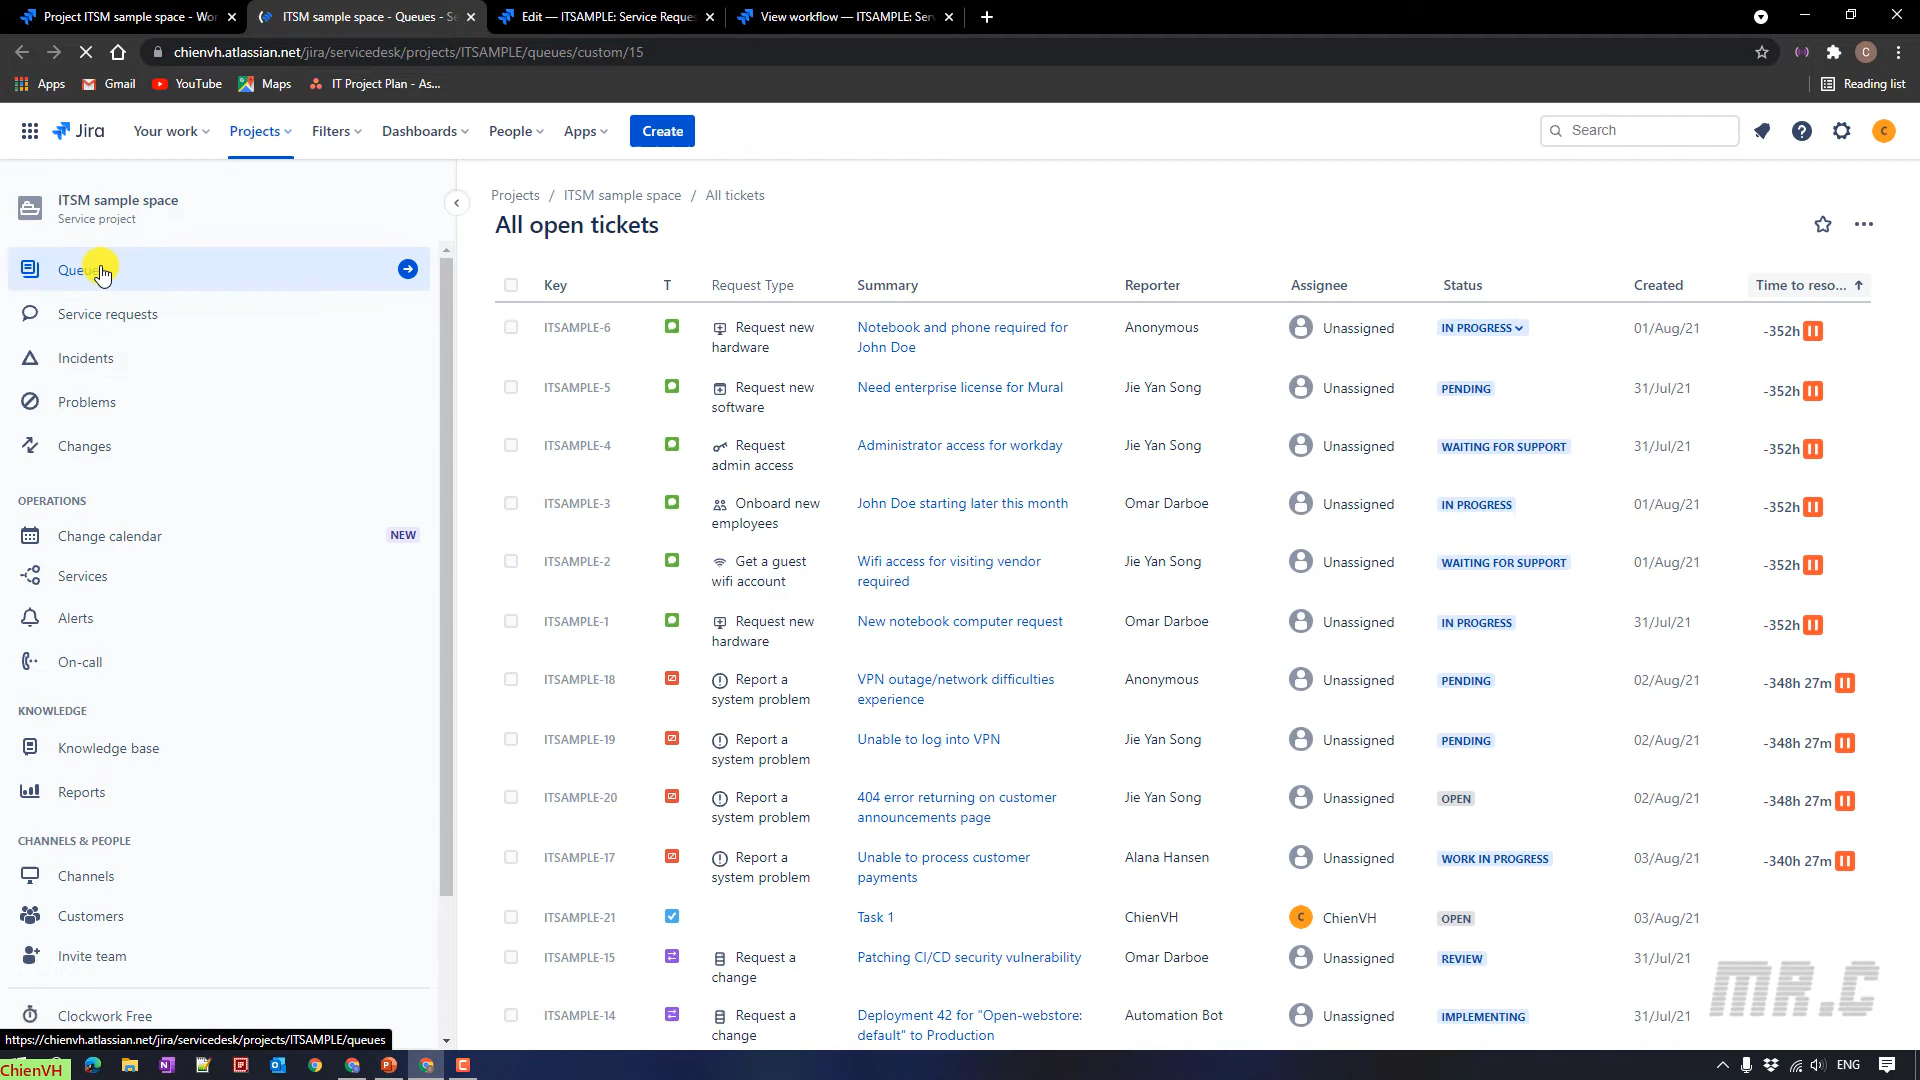 Project ITSM sample space - Wor
ITSM sample space - Queues - Se
Edit — ITSAMPLE: Service Reques
View workflow — ITSAMPLE: Serv
chienvh.atlassian.net/jira/servicedesk/projects/ITSAMPLE/queues/custom/15
Apps Gmail YouTube Maps IT Project Plan - As... Reading list
Jira Your work Projects Filters Dashboards People Apps Create Search C
ITSM sample space
Service project
Queue
Service requests
Incidents
Problems
Changes
OPERATIONS
Change calendar NEW
Services
Alerts
On-call
KNOWLEDGE
Knowledge base
Reports
CHANNELS & PEOPLE
Channels
Customers
Invite team
Clockwork Free
https://chienvh.atlassian.net/jira/servicedesk/projects/ITSAMPLE/queues
Projects / ITSM sample space / All tickets
All open tickets
Key T Request Type Summary Reporter Assignee Status Created Time to reso...
ITSAMPLE-6 Request new Notebook and phone required for Anonymous Unassigned IN PROGRESS 01/Aug/21 -352h
hardware John Doe
ITSAMPLE-5 Request new Need enterprise license for Mural Jie Yan Song Unassigned PENDING 31/Jul/21 -352h
software
ITSAMPLE-4 Request Administrator access for workday Jie Yan Song Unassigned WAITING FOR SUPPORT 31/Jul/21 -352h
admin access
ITSAMPLE-3 Onboard new John Doe starting later this month Omar Darboe Unassigned IN PROGRESS 01/Aug/21 -352h
employees
ITSAMPLE-2 Get a guest Wifi access for visiting vendor Jie Yan Song Unassigned WAITING FOR SUPPORT 01/Aug/21 -352h
wifi account required
ITSAMPLE-1 Request new New notebook computer request Omar Darboe Unassigned IN PROGRESS 31/Jul/21 -352h
hardware
ITSAMPLE-18 Report a VPN outage/network difficulties Anonymous Unassigned PENDING 02/Aug/21 -348h 27m
system problem experience
ITSAMPLE-19 Report a Unable to log into VPN Jie Yan Song Unassigned PENDING 02/Aug/21 -348h 27m
system problem
ITSAMPLE-20 Report a 404 error returning on customer Jie Yan Song Unassigned OPEN 02/Aug/21 -348h 27m
system problem announcements page
ITSAMPLE-17 Report a Unable to process customer Alana Hansen Unassigned WORK IN PROGRESS 03/Aug/21 -340h 27m
system problem payments
ITSAMPLE-21 Task 1 ChienVH C ChienVH OPEN 03/Aug/21
ITSAMPLE-15 Request a Patching CI/CD security vulnerability Omar Darboe Unassigned REVIEW 31/Jul/21
change
ITSAMPLE-14 Request a Deployment 42 for "Open-webstore: Automation Bot Unassigned IMPLEMENTING 31/Jul/21
change default" to Production
MR.C
ChienVH ENG